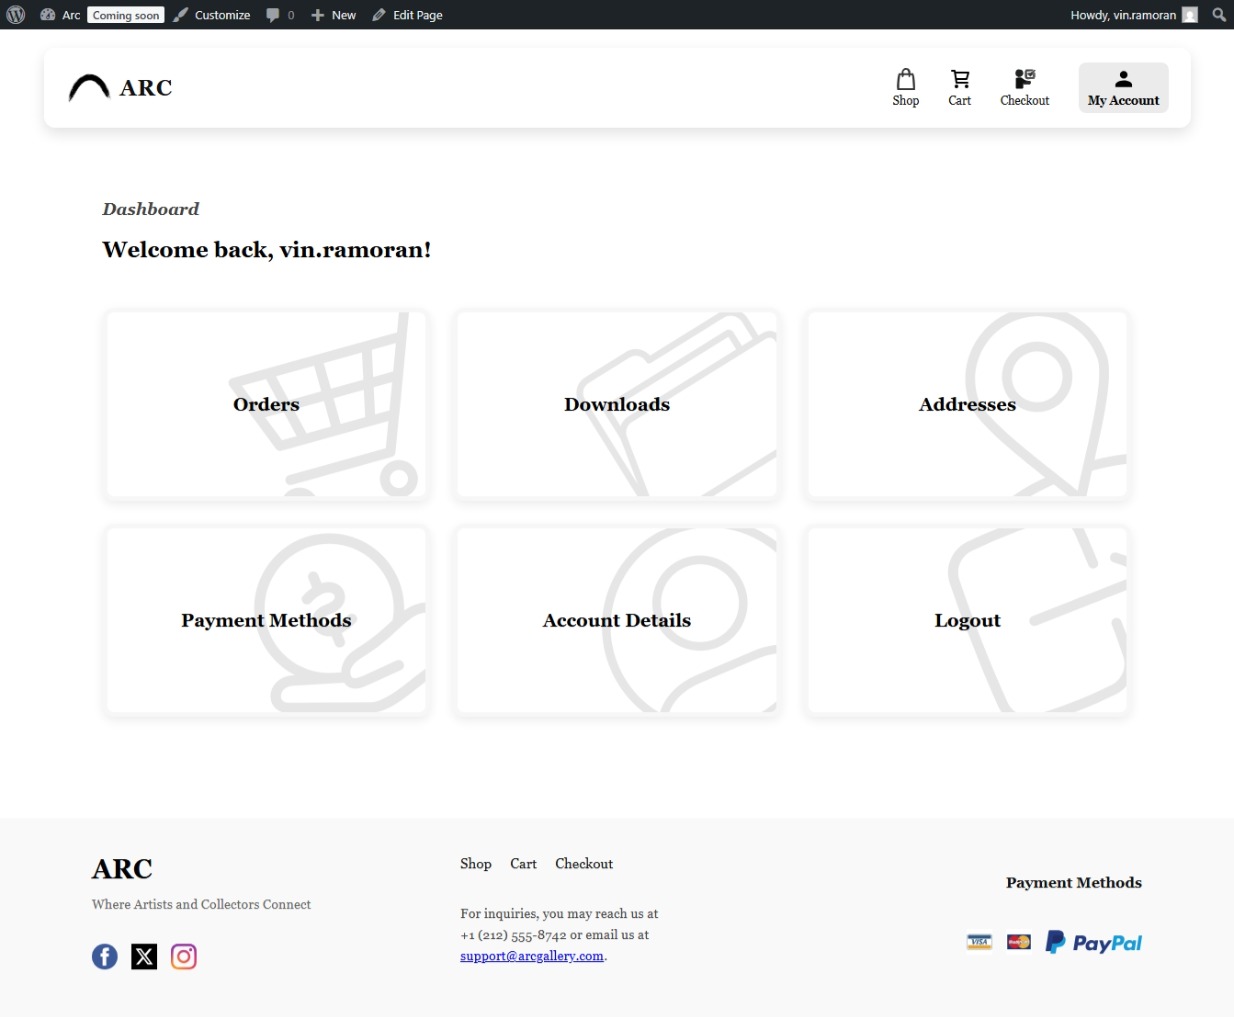 Arc Coming soon Customize 0 New Edit Page Howdy, vin.ramoran
ARC
Shop Cart Checkout My Account
Dashboard
Welcome back, vin.ramoran!
Orders Downloads Addresses
Payment Methods Account Details Logout
ARC
Where Artists and Collectors Connect
Shop Cart Checkout
For inquiries, you may reach us at
+1 (212) 555-8742 or email us at
support@arcgallery.com.
Payment Methods
VISA MasterCard PayPal